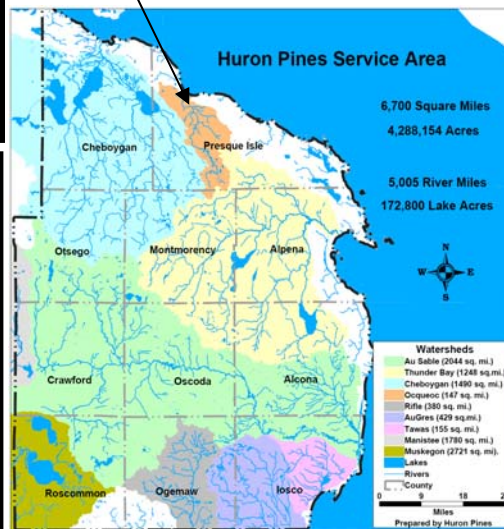 Huron Pines Service Area
6,700 Square Miles
4,288,154 Acres
5,005 River Miles
172,800 Lake Acres
Cheboygan
Presque Isle
Otsego
Montmorency
Alpena
Crawford
Oscoda
Alcona
Roscommon
Ogemaw
Iosco
N
W
E
S
Watersheds
Au Sable (2044 sq. mi.)
Thunder Bay (1248 sq.mi.)
Cheboygan (1490 sq. mi.)
Ocqueoc (147 sq. mi.)
Rifle (380 sq. mi.)
AuGres (429 sq.mi.)
Tawas (155 sq. mi.)
Manistee (1780 sq. mi.)
Muskegon (2721 sq. mi.)
Lakes
Rivers
County
0 9 18
Miles
Prepared by Huron Pines